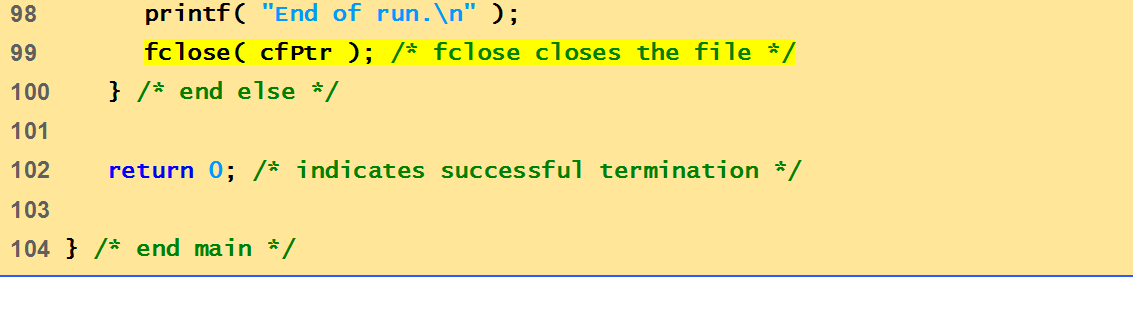 98 printf( "End of run.\n" );
99 fclose( cfPtr ); /* fclose closes the file */
100 } /* end else */
101
102 return 0; /* indicates successful termination */
103
104 } /* end main */